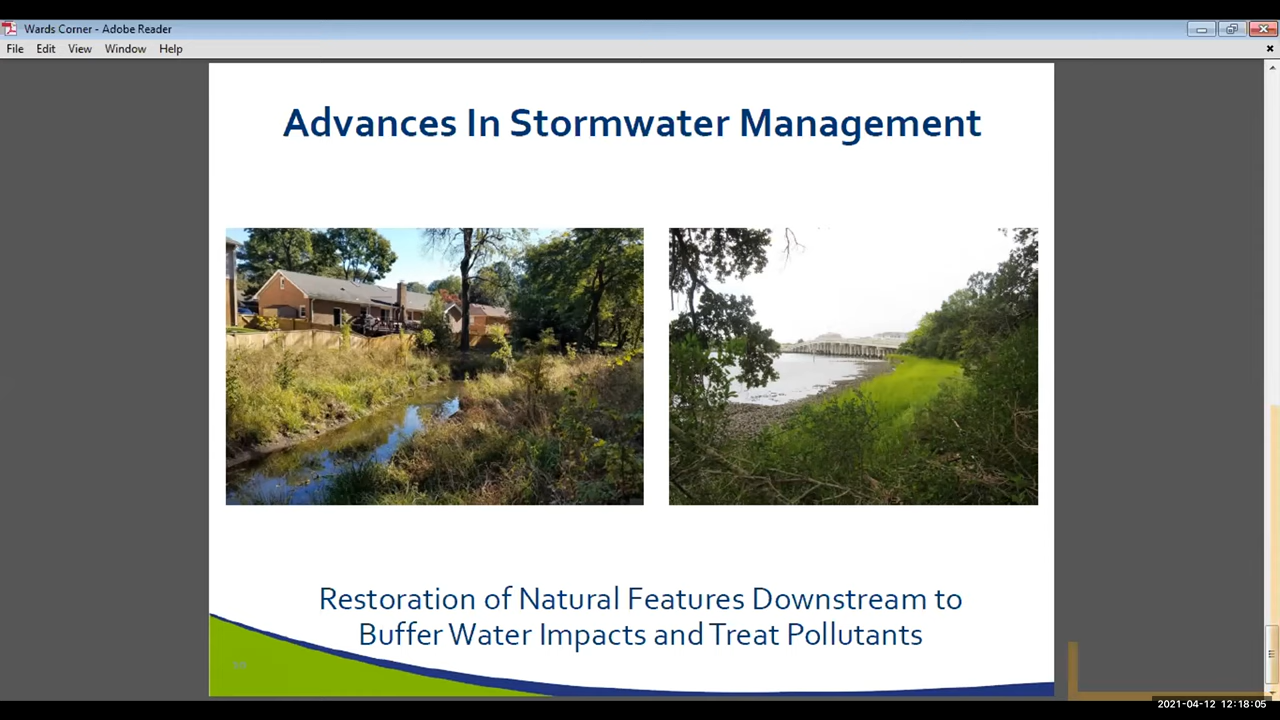 Wards Corner - Adobe Reader
File Edit View Window Help
Advances In Stormwater Management
Restoration of Natural Features Downstream to
Buffer Water Impacts and Treat Pollutants
2021-04-12 12:18:05